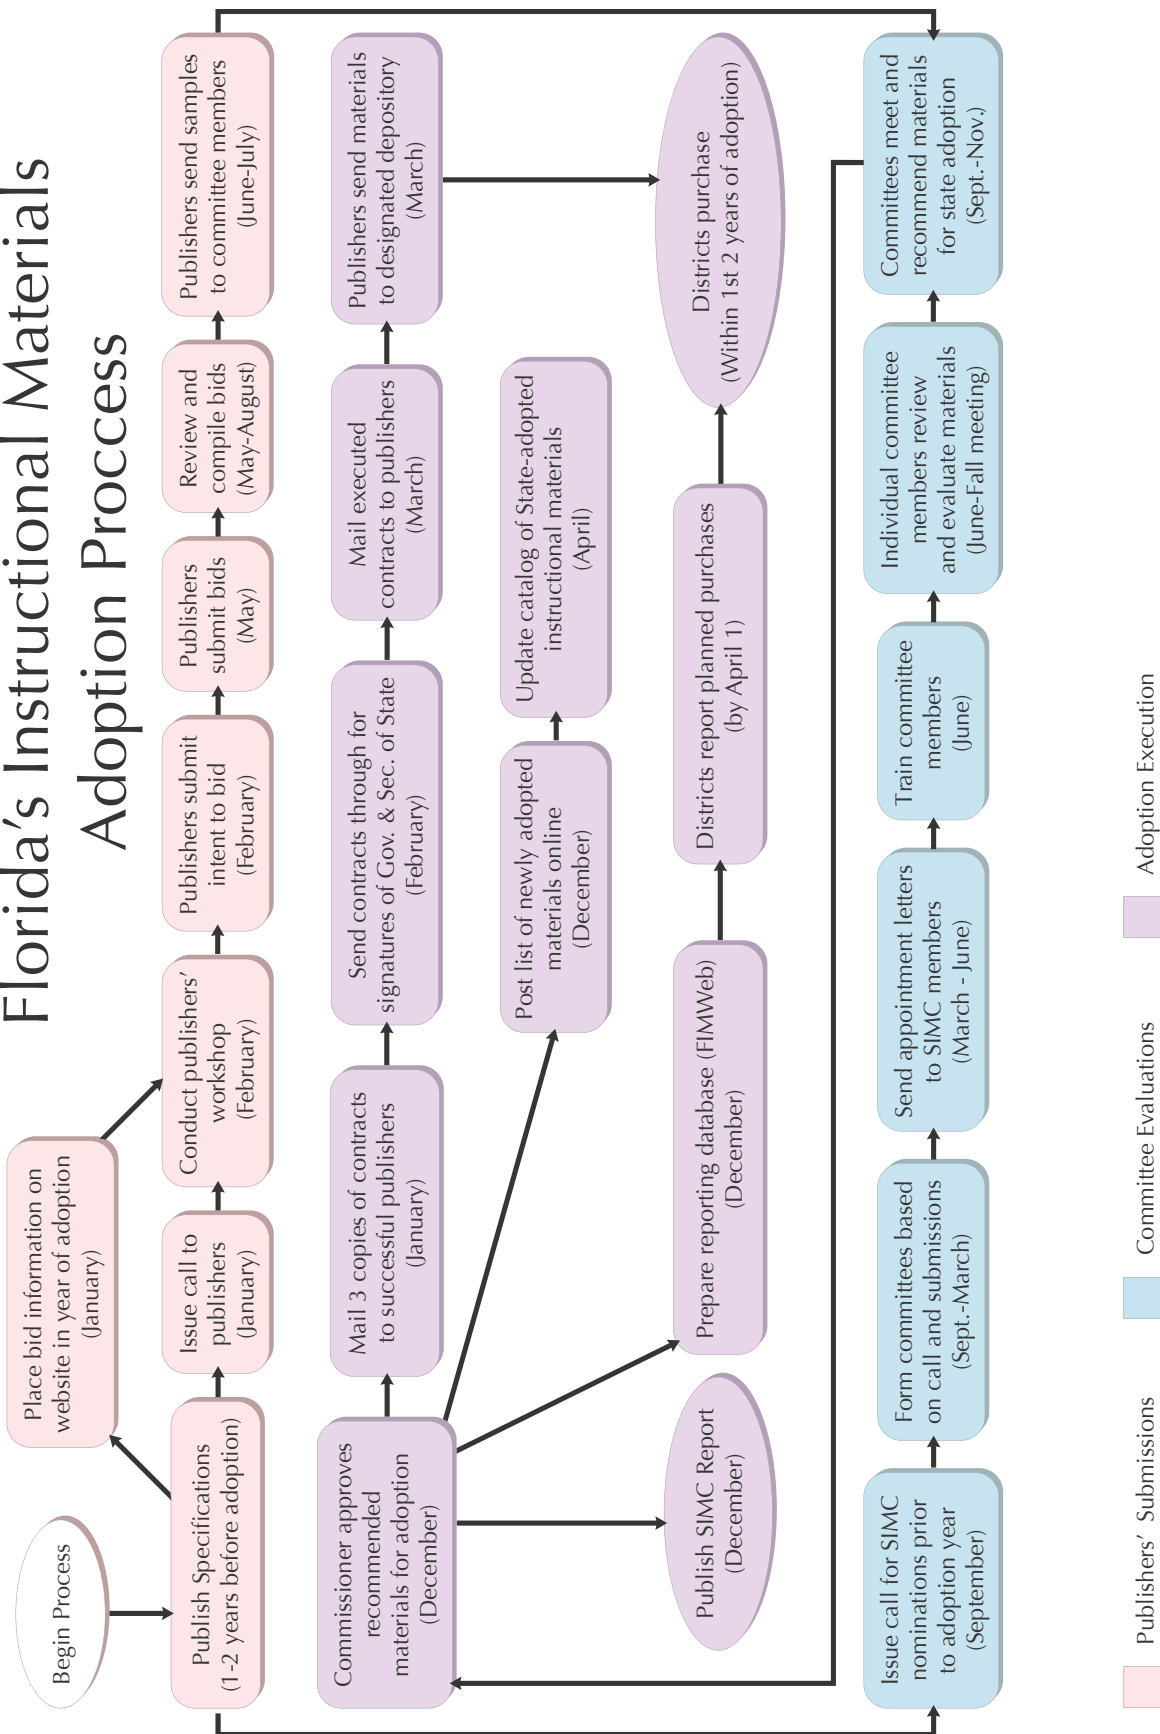 Florida's Instructional Materials
Adoption Proccess
Begin Process
Place bid information on
website in year of adoption
(January)
Publish Specifications
(1-2 years before adoption)
Issue call to
publishers
(January)
Conduct publishers'
workshop
(February)
Publishers submit
intent to bid
(February)
Publishers
submit bids
(May)
Review and
compile bids
(May-August)
Publishers send samples
to committee members
(June-July)
Commissioner approves
recommended
materials for adoption
(December)
Mail 3 copies of contracts
to successful publishers
(January)
Send contracts through for
signatures of Gov. & Sec. of State
(February)
Mail executed
contracts to publishers
(March)
Publishers send materials
to designated depository
(March)
Post list of newly adopted
materials online
(December)
Update catalog of State-adopted
instructional materials
(April)
Publish SIMC Report
(December)
Prepare reporting database (FIMWeb)
(December)
Districts report planned purchases
(by April 1)
Districts purchase
(Within 1st 2 years of adoption)
Issue call for SIMC
nominations prior
to adoption year
(September)
Form committees based
on call and submissions
(Sept.-March)
Send appointment letters
to SIMC members
(March - June)
Train committee
members
(June)
Individual committee
members review
and evaluate materials
(June-Fall meeting)
Committees meet and
recommend materials
for state adoption
(Sept.-Nov.)
Publishers' Submissions
Committee Evaluations
Adoption Execution